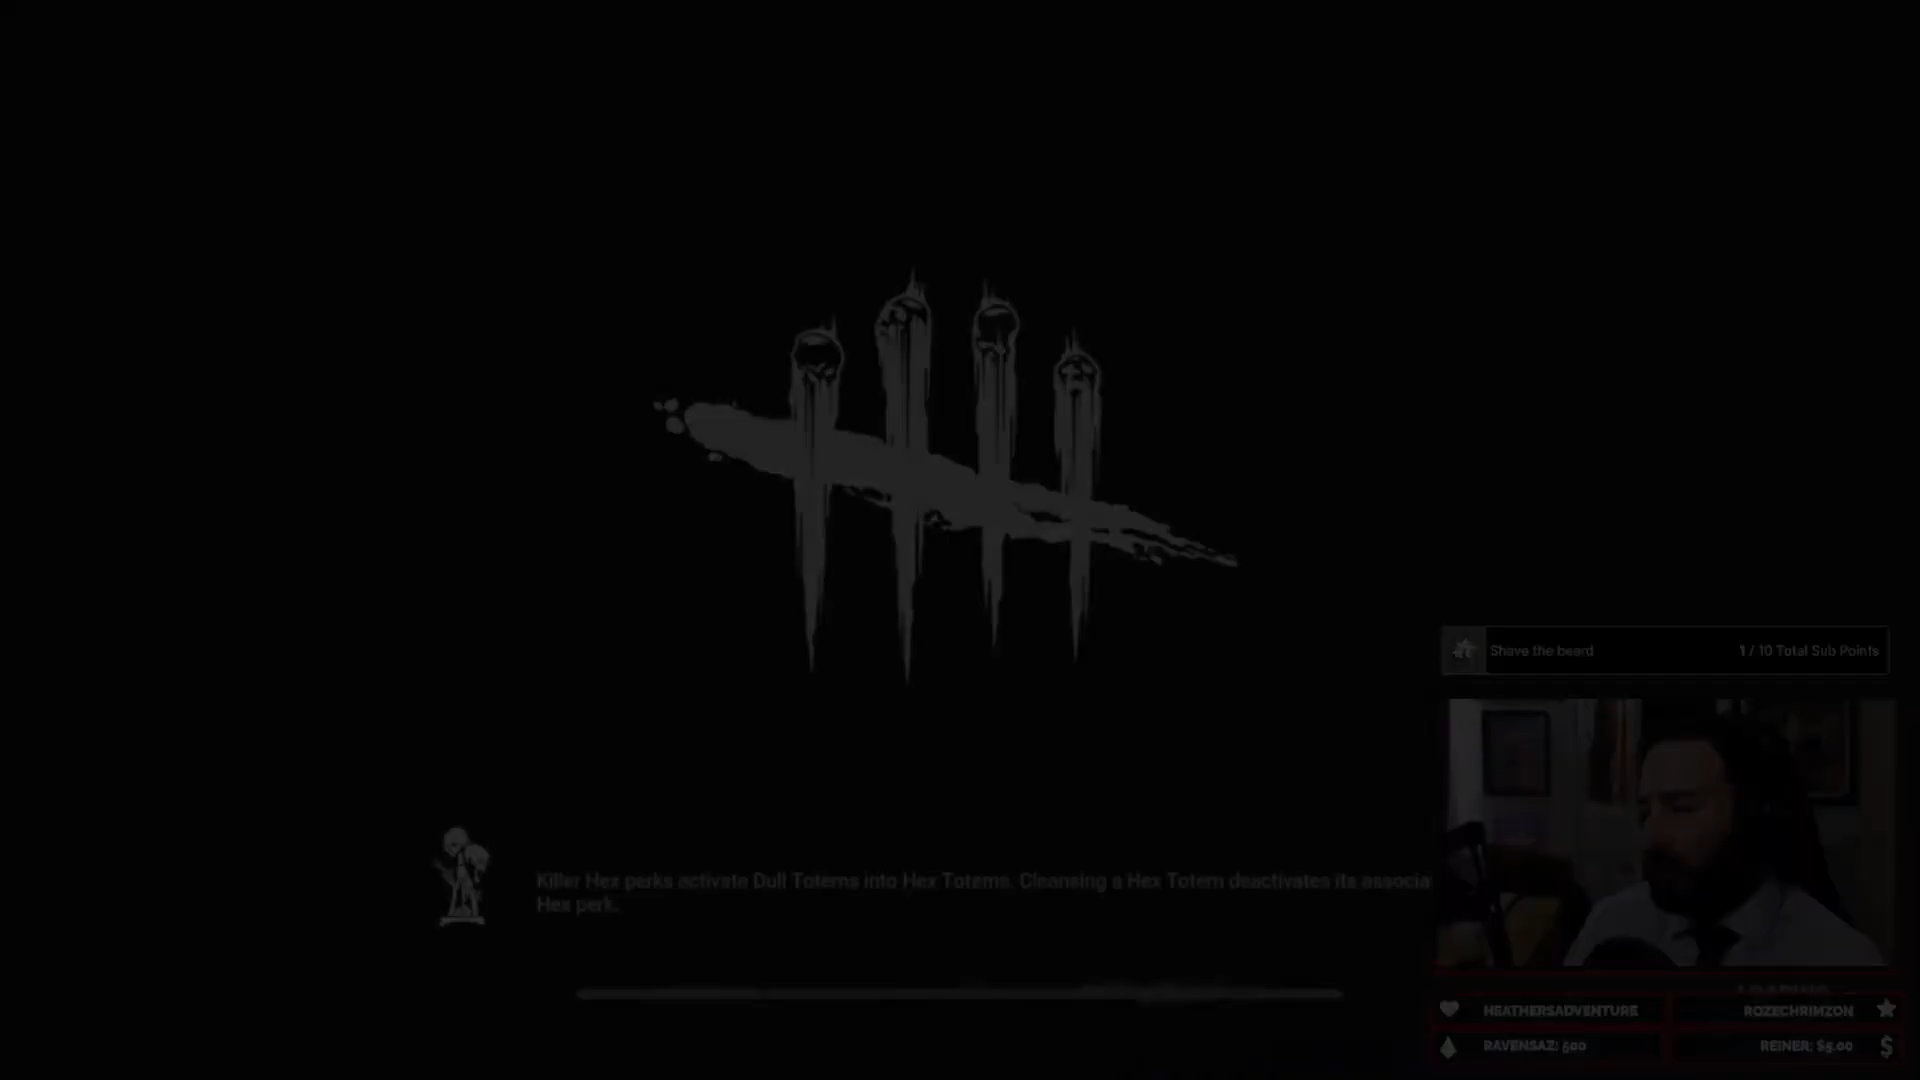 Shave the beard
1 / 10 Total Sub Points
Killer Hex perks activate Dull Totems into Hex Totems. Cleansing a Hex Totem deactivates its associa
Hex perk.
LOADING
HEATHERSADVENTURE
ROZECHRIMZON
RAVENSAZ: 500
REINER: $5.00